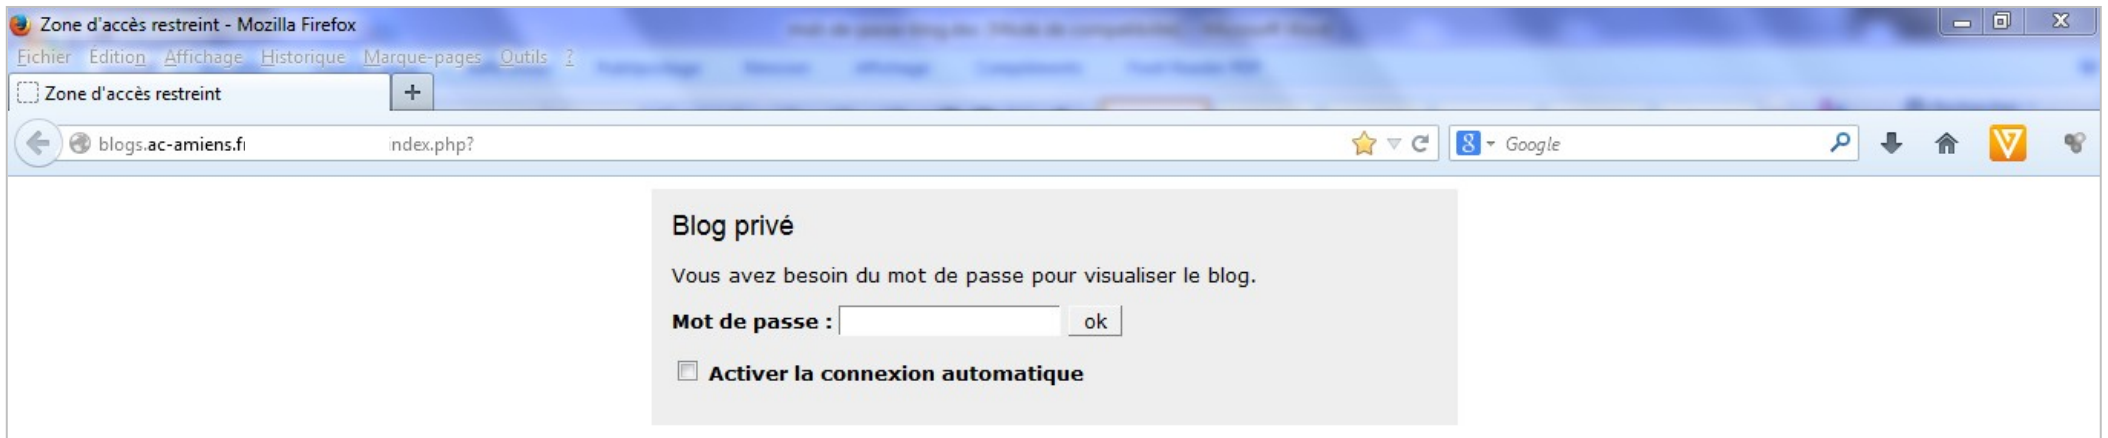 Zone d'accès restreint - Mozilla Firefox
Fichier Édition Affichage Historique Marque-pages Outils ?
Zone d'accès restreint +
blogs.ac-amiens.fr index.php? 8 Google
Blog privé
Vous avez besoin du mot de passe pour visualiser le blog.
Mot de passe : ok
Activer la connexion automatique